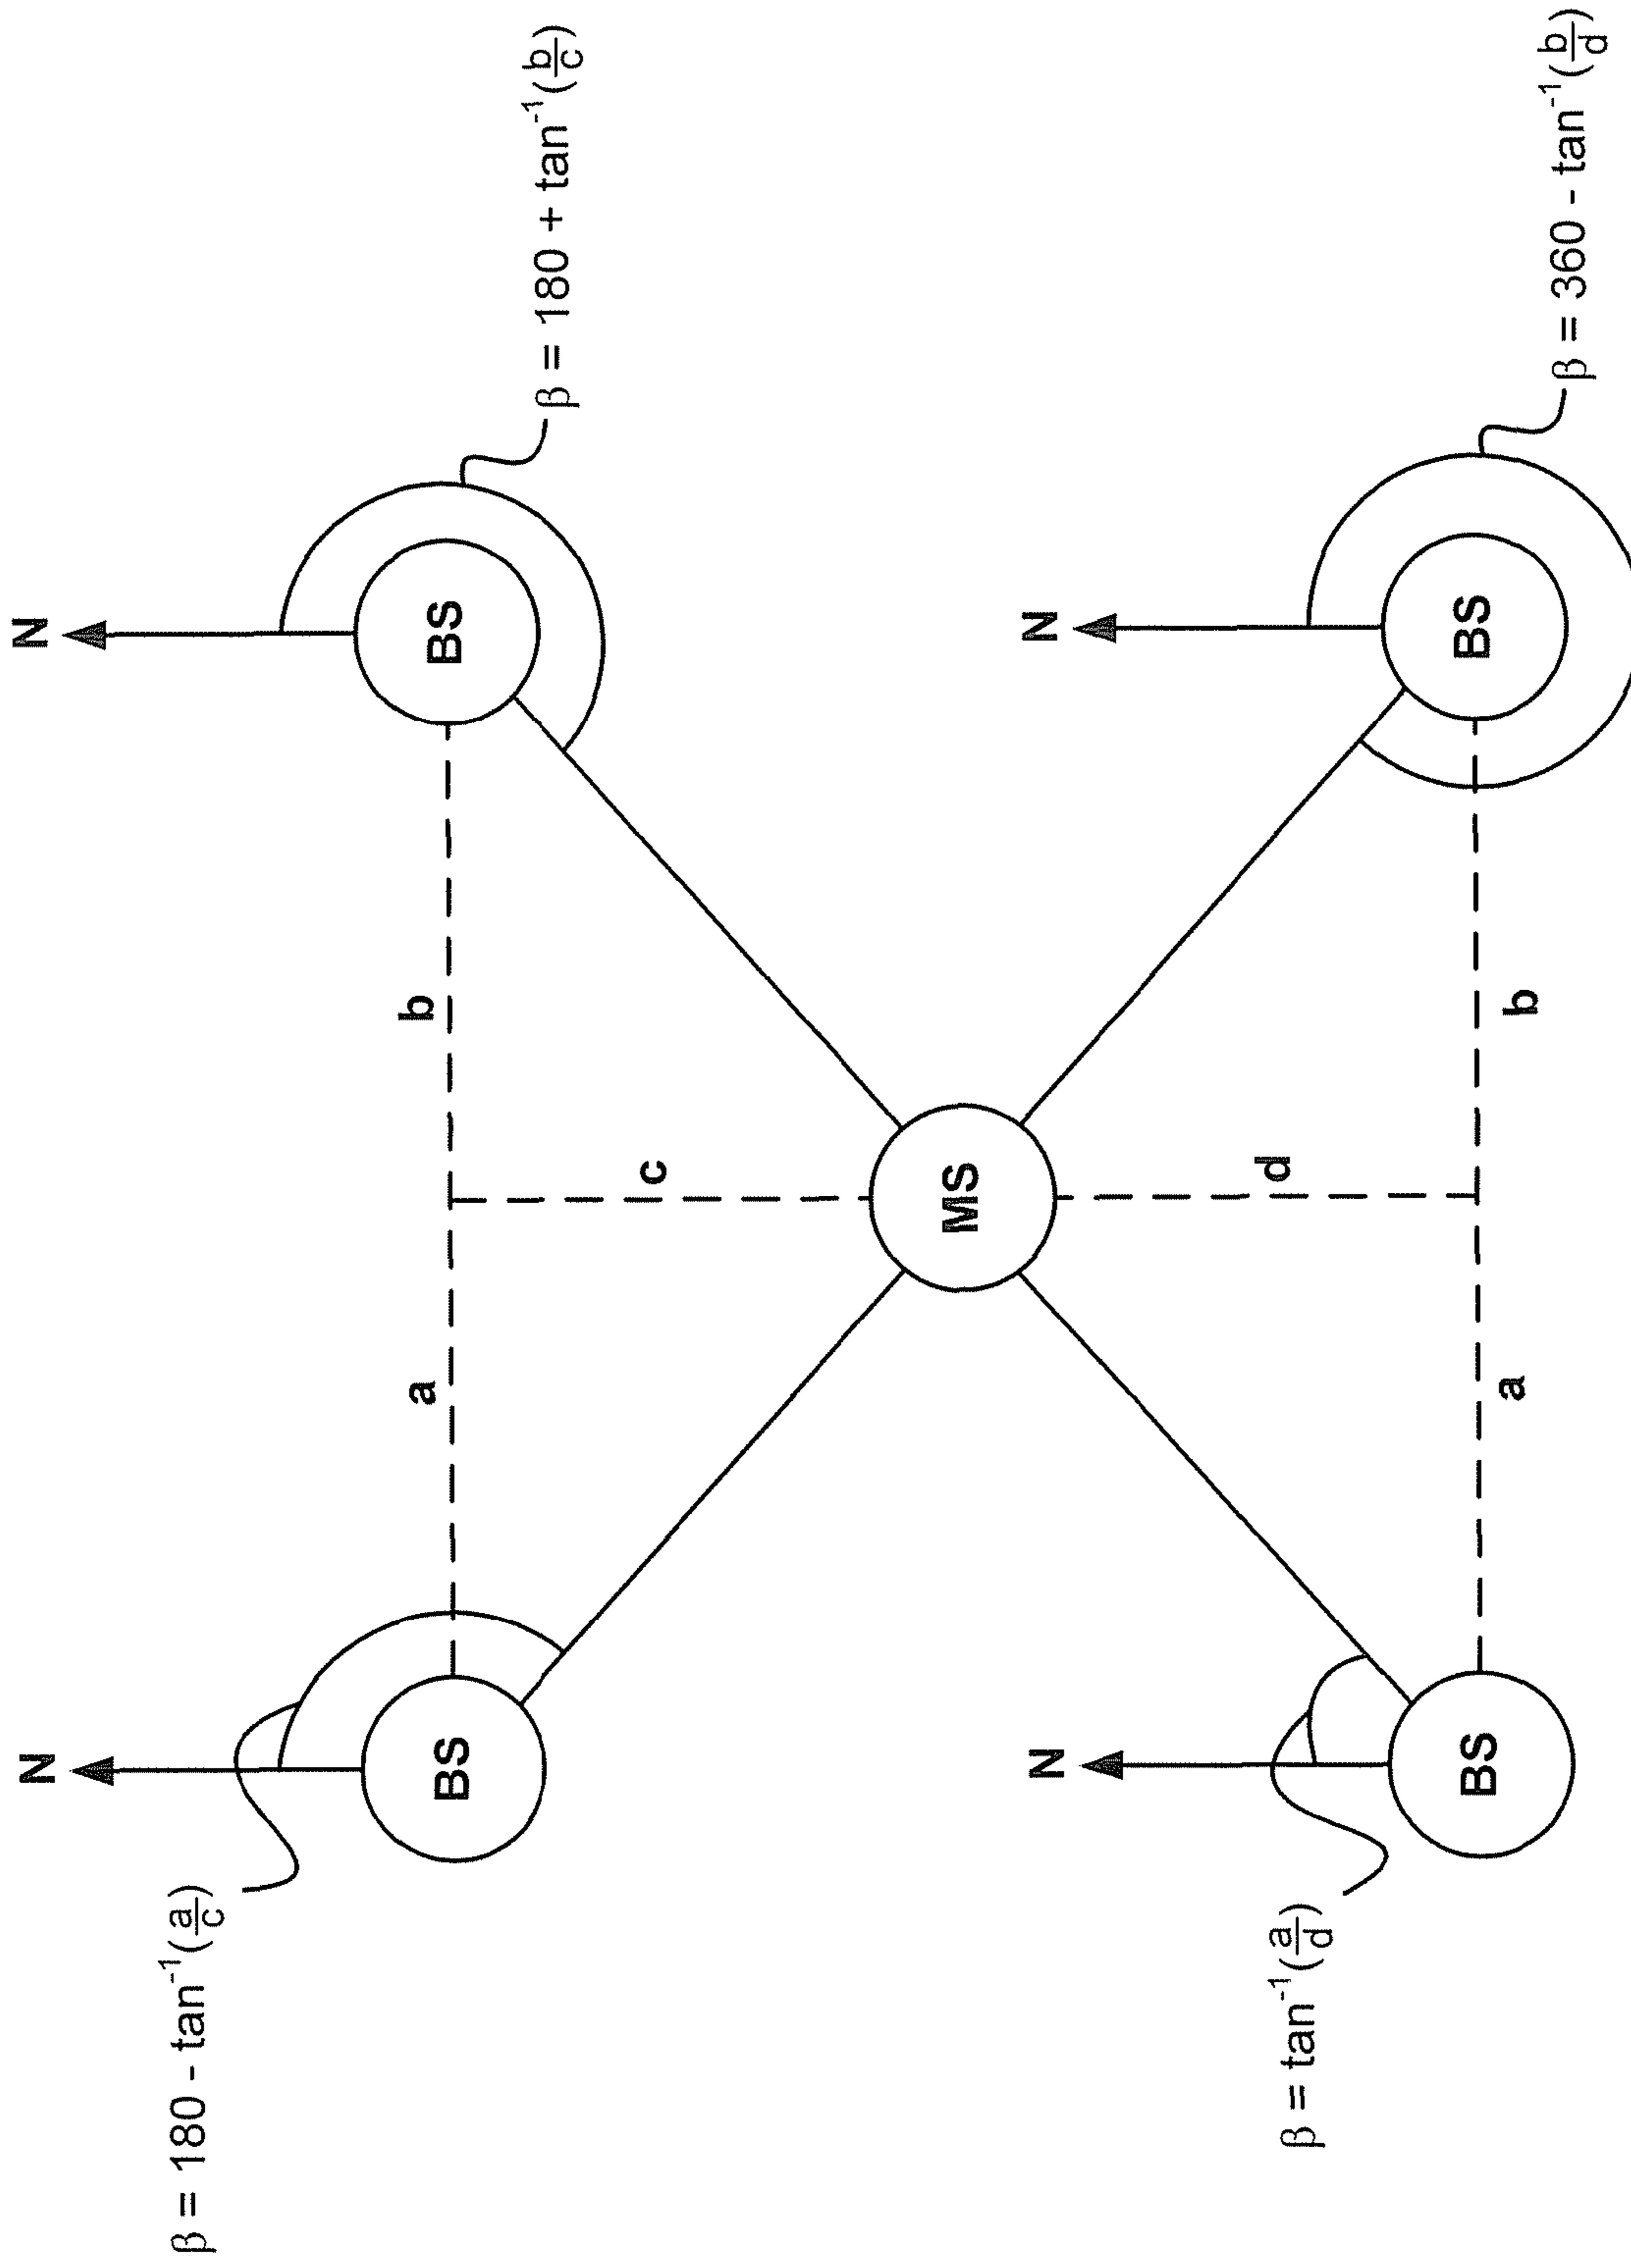 N N
β = 180 - tan⁻¹(a/c)
a b
BS BS
β = 180 + tan⁻¹(b/c)
c
MS
N N
d
β = tan⁻¹(a/d)
BS BS
a b
β = 360 - tan⁻¹(b/d)